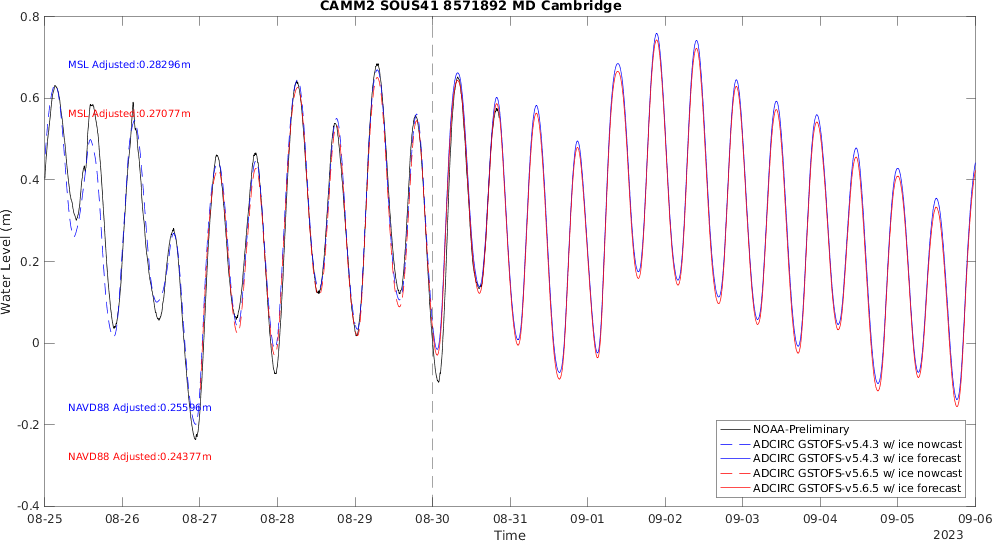 CAMM2 SOUS41 8571892 MD Cambridge
0.8
0.6
0.4
0.2
0
-0.2
-0.4
Water Level (m)
MSL Adjusted:0.28296m
MSL Adjusted:0.27077m
NAVD88 Adjusted:0.25596m
NAVD88 Adjusted:0.24377m
NOAA-Preliminary
ADCIRC GSTOFS-v5.4.3 w/ ice nowcast
ADCIRC GSTOFS-v5.4.3 w/ ice forecast
ADCIRC GSTOFS-v5.6.5 w/ ice nowcast
ADCIRC GSTOFS-v5.6.5 w/ ice forecast
08-25 08-26 08-27 08-28 08-29 08-30 08-31 09-01 09-02 09-03 09-04 09-05 09-06
Time
2023